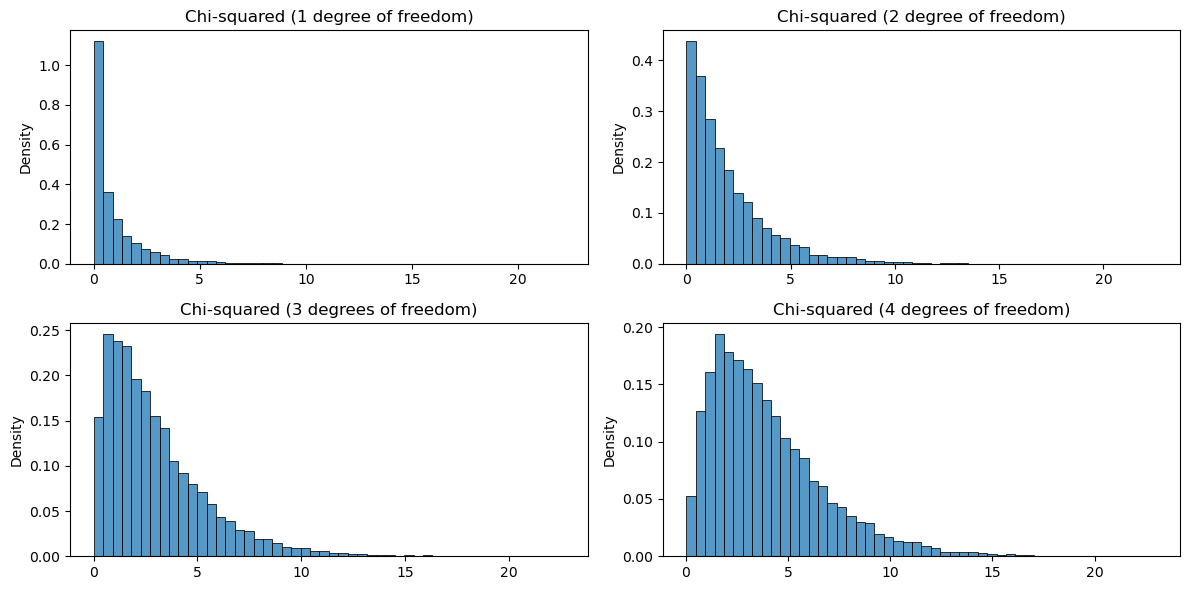 Chi-squared (1 degree of freedom)
Density
1.0
0.8
0.6
0.4
0.2
0.0
0 5 10 15 20
Chi-squared (2 degree of freedom)
Density
0.4
0.3
0.2
0.1
0.0
0 5 10 15 20
Chi-squared (3 degrees of freedom)
Density
0.25
0.20
0.15
0.10
0.05
0.00
0 5 10 15 20
Chi-squared (4 degrees of freedom)
Density
0.20
0.15
0.10
0.05
0.00
0 5 10 15 20